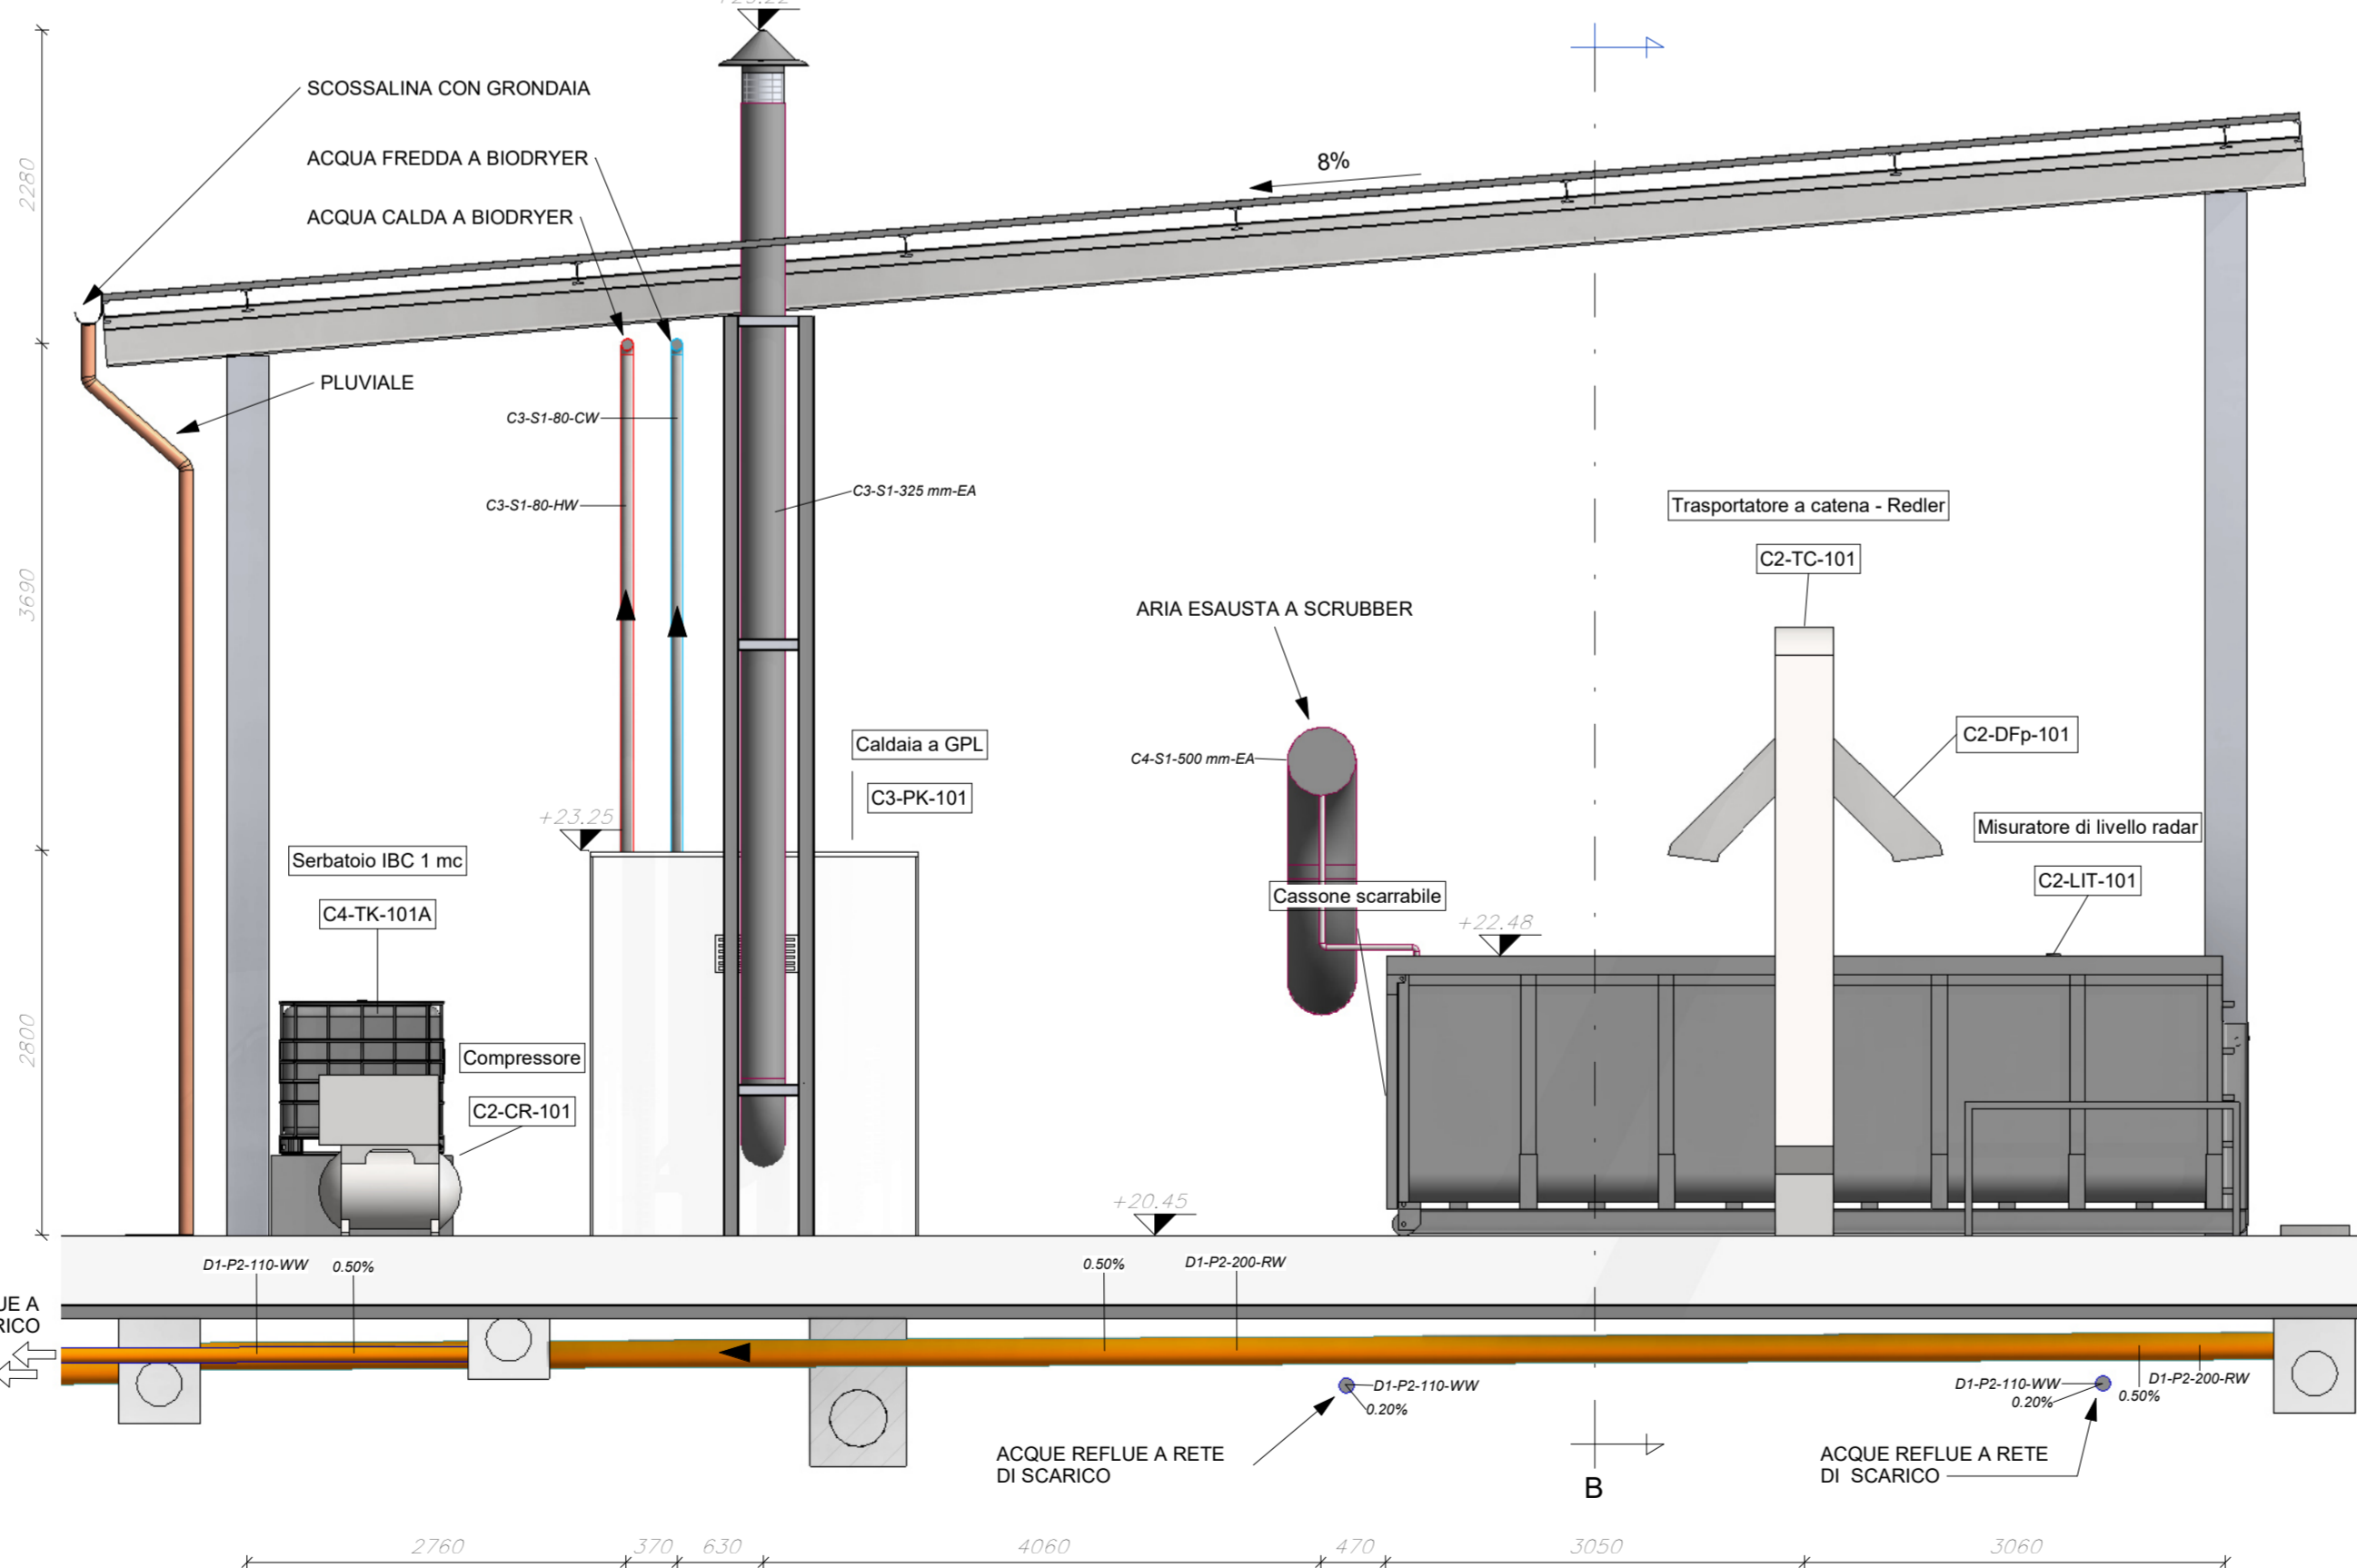 SCOSSALINA CON GRONDAIA
ACQUA FREDDA A BIODRYER
ACQUA CALDA A BIODRYER
8%
2280
PLUVIALE
C3-S1-80-CW
C3-S1-325 mm-EA
C3-S1-80-HW
Trasportatore a catena - Redler
C2-TC-101
3690
ARIA ESAUSTA A SCRUBBER
C2-DFp-101
Caldaia a GPL
C4-S1-500 mm-EA
C3-PK-101
+23.25
Misuratore di livello radar
Serbatoio IBC 1 mc
C2-LIT-101
Cassone scarrabile
C4-TK-101A
+22.48
2800
Compressore
C2-CR-101
+20.45
D1-P2-110-WW
0.50%
0.50%
D1-P2-200-RW
UE A
RICO
D1-P2-110-WW
0.20%
D1-P2-110-WW
0.20%
0.50%
D1-P2-200-RW
ACQUE REFLUE A RETE
DI SCARICO
ACQUE REFLUE A RETE
DI SCARICO
B
2760
370
630
4060
470
3050
3060